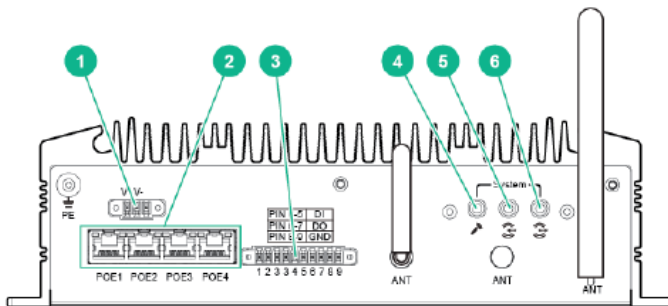 1 2 3 4 5 6
V+ V-
System
PE
PIN 1-5 DI
PIN 6-7 DO
PIN 8-9 GND
POE1 POE2 POE3 POE4
1 2 3 4 5 6 7 8 9
ANT
ANT
ANT